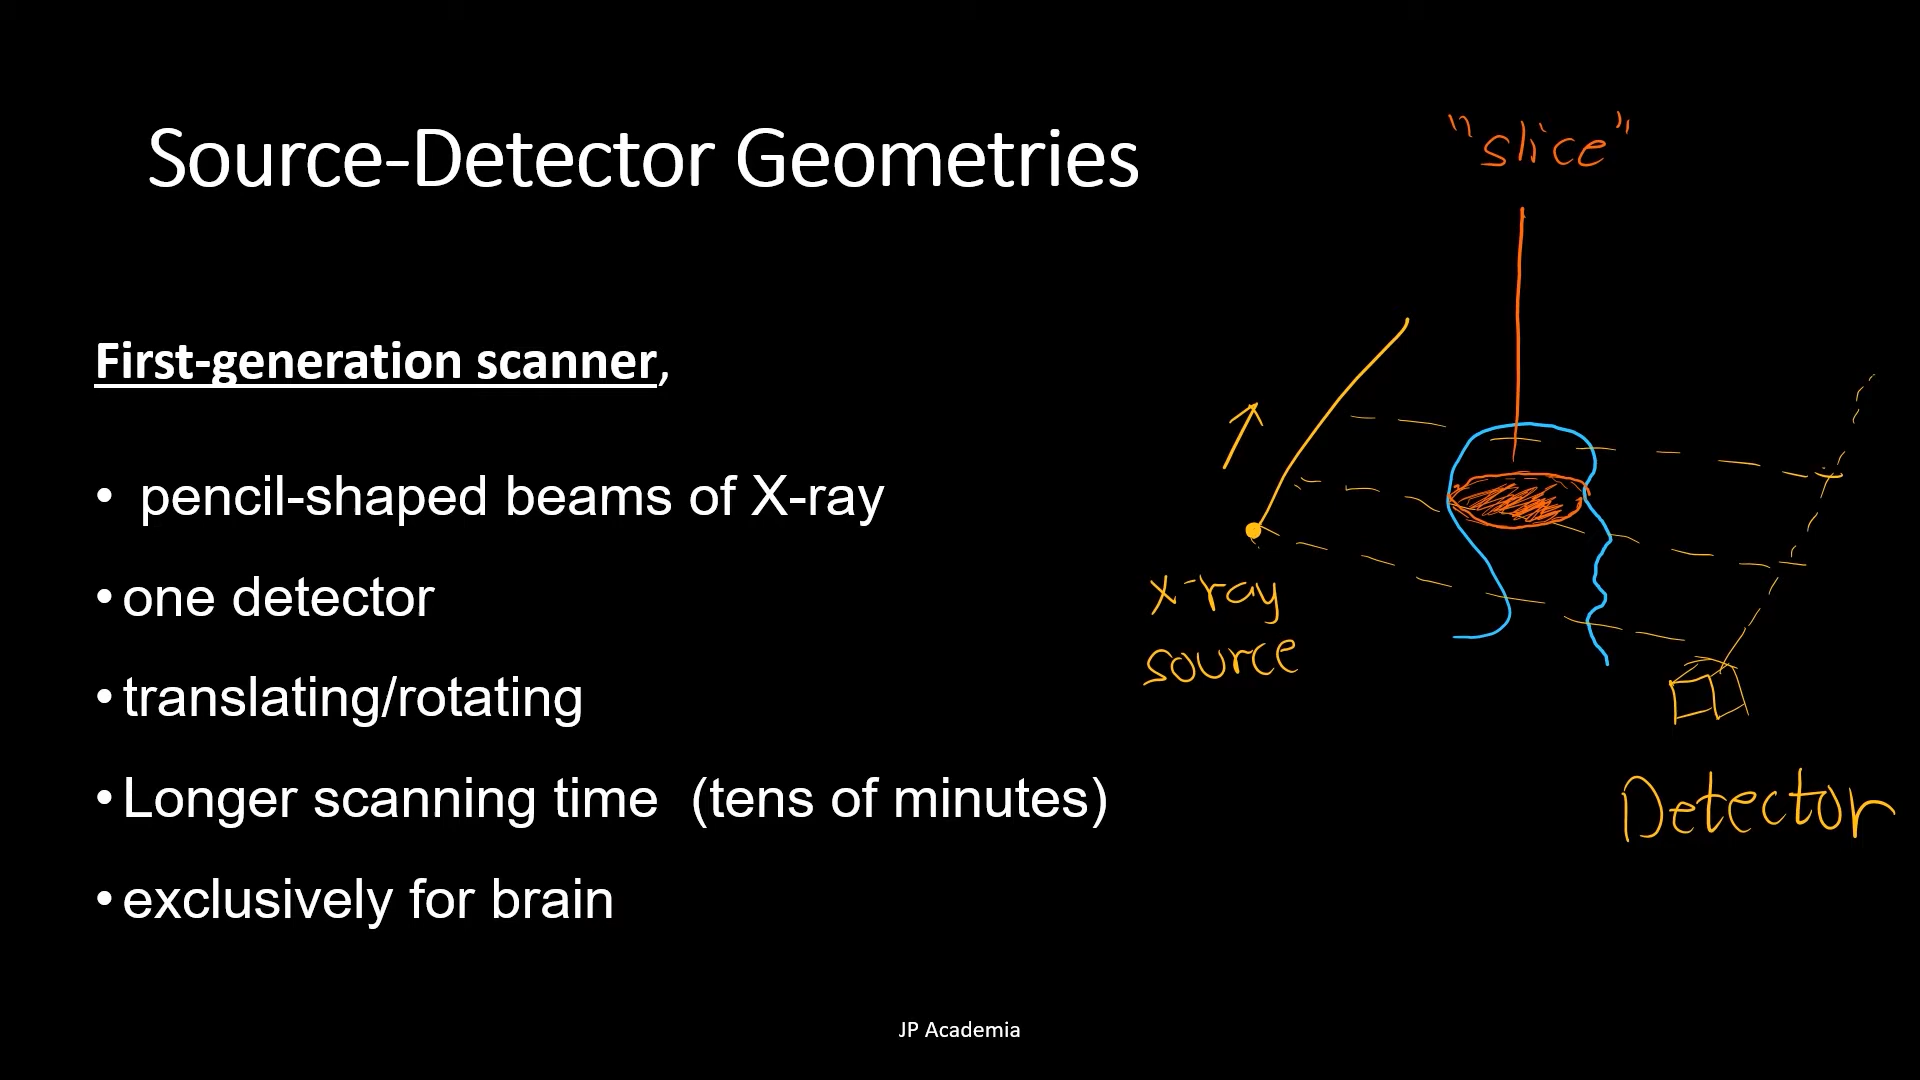 Source-Detector Geometries
"slice"
First-generation scanner,
• pencil-shaped beams of X-ray
• one detector
• translating/rotating
• Longer scanning time (tens of minutes)
• exclusively for brain
x-ray
source
Detector
JP Academia